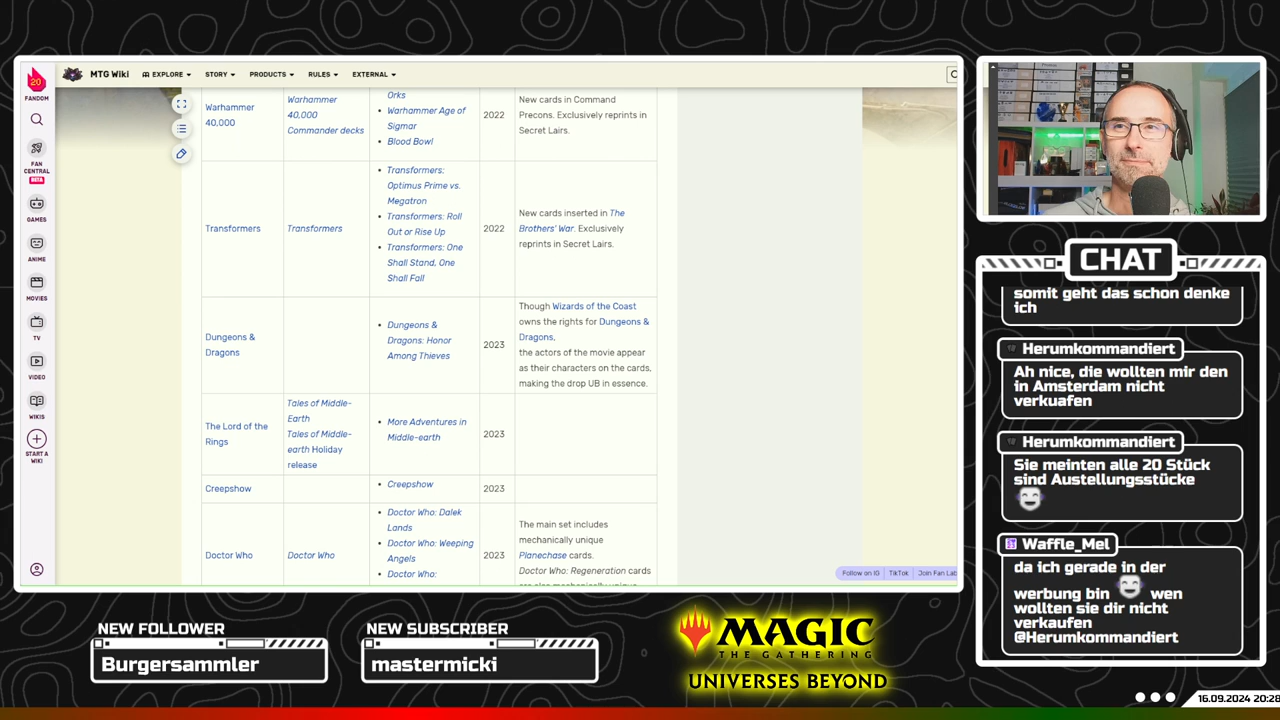 20
FANDOM
FAN
CENTRAL
BETA
GAMES
ANIME
MOVIES
TV
VIDEO
WIKIS
START A
WIKI
MTG Wiki
EXPLORE
STORY
PRODUCTS
RULES
EXTERNAL
Warhammer
40,000
Warhammer
40,000
Commander decks
Orks
Warhammer Age of
Sigmar
Blood Bowl
2022
New cards in Command
Precons. Exclusively reprints in
Secret Lairs.
Transformers
Transformers
Transformers:
Optimus Prime vs.
Megatron
Transformers: Roll
Out or Rise Up
Transformers: One
Shall Stand, One
Shall Fall
2022
New cards inserted in The
Brothers' War. Exclusively
reprints in Secret Lairs.
Dungeons &
Dragons
Dungeons &
Dragons: Honor
Among Thieves
2023
Though Wizards of the Coast
owns the rights for Dungeons &
Dragons,
the actors of the movie appear
as their characters on the cards,
making the drop UB in essence.
The Lord of the
Rings
Tales of Middle-
Earth
Tales of Middle-
earth Holiday
release
More Adventures in
Middle-earth
2023
Creepshow
Creepshow
2023
Doctor Who
Doctor Who
Doctor Who: Dalek
Lands
Doctor Who: Weeping
Angels
Doctor Who:
2023
The main set includes
mechanically unique
Planechase cards.
Doctor Who: Regeneration cards
are also mechanically unique
Follow on IG
TikTok
Join Fan Lab
CHAT
somit geht das schon denke
ich
Herumkommandiert
Ah nice, die wollten mir den
in Amsterdam nicht
verkuafen
Herumkommandiert
Sie meinten alle 20 Stück
sind Austellungsstücke
Waffle_Mel
da ich gerade in der
werbung bin wen
wollten sie dir nicht
verkaufen
@Herumkommandiert
NEW FOLLOWER
Burgersammler
NEW SUBSCRIBER
mastermicki
MAGIC
THE GATHERING
UNIVERSES BEYOND
16.09.2024 20:28